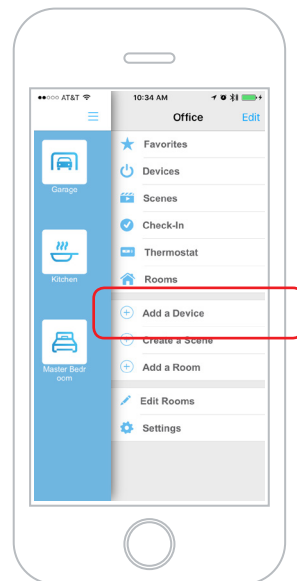 AT&T 10:34 AM
Office Edit
Favorites
Devices
Garage
Scenes
Check-In
Thermostat
Kitchen
Rooms
Add a Device
Create a Scene
Add a Room
Master Bedr
oom
Edit Rooms
Settings